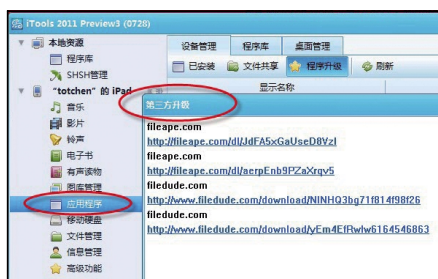 iTools 2011 Preview3 (0728)
本地资源
程序库
SHSH管理
"totchen" 的 iPad
音乐
影片
铃声
电子书
有声读物
图库管理
应用程序
移动硬盘
文件管理
信息管理
高级功能
设备管理 程序库 桌面管理
已安装 文件共享 程序升级 刷新
显示名称
第三方升级
fileape.com
http://fileape.com/dl/JdFA5xGaUseD8VzI
fileape.com
http://fileape.com/dl/aerpEnb9PZaXrqv5
filedude.com
http://www.filedude.com/download/NINHQ3bg71f814f98f26
filedude.com
http://www.filedude.com/download/yEm4EfRwlw6164546863